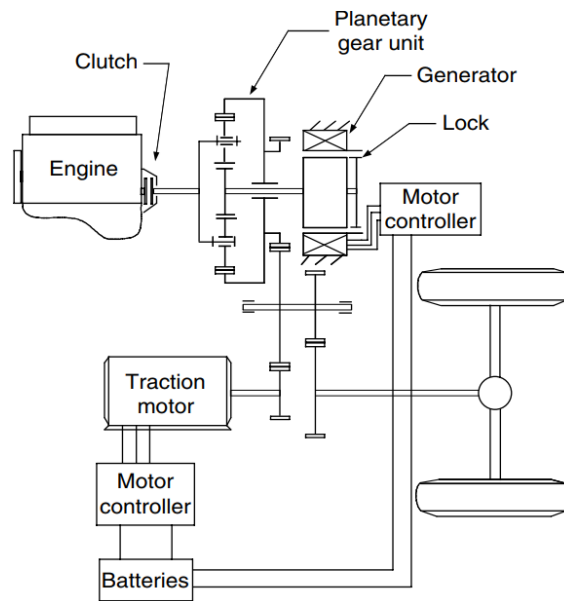 Planetary
gear unit
Clutch
Generator
Lock
Engine
Motor
controller
Traction
motor
Motor
controller
Batteries